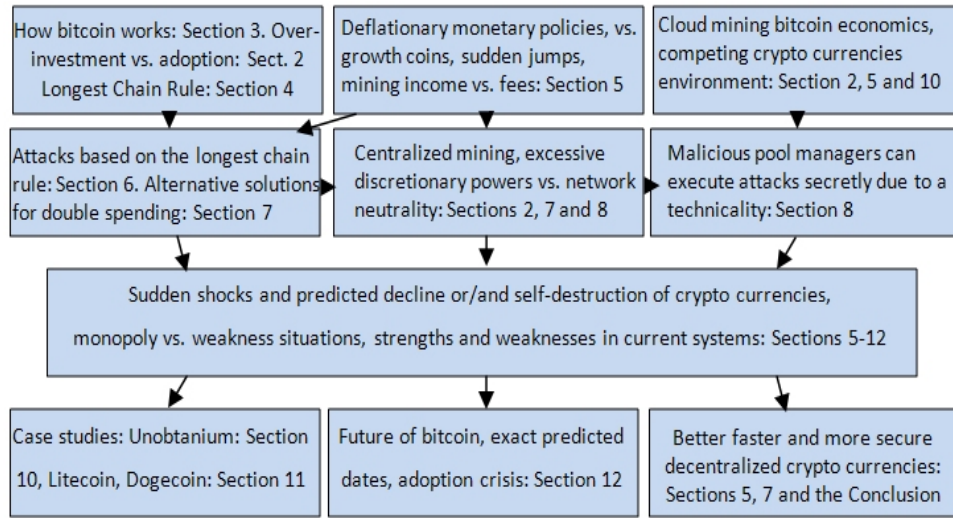 How bitcoin works: Section 3. Over-
investment vs. adoption: Sect. 2
Longest Chain Rule: Section 4
Deflationary monetary policies, vs.
growth coins, sudden jumps,
mining income vs. fees: Section 5
Cloud mining bitcoin economics,
competing crypto currencies
environment: Section 2, 5 and 10
Attacks based on the longest chain
rule: Section 6. Alternative solutions
for double spending: Section 7
Centralized mining, excessive
discretionary powers vs. network
neutrality: Sections 2, 7 and 8
Malicious pool managers can
execute attacks secretly due to a
technicality: Section 8
Sudden shocks and predicted decline or/and self-destruction of crypto currencies,
monopoly vs. weakness situations, strengths and weaknesses in current systems: Sections 5-12
Case studies: Unobtanium: Section
10, Litecoin, Dogecoin: Section 11
Future of bitcoin, exact predicted
dates, adoption crisis: Section 12
Better faster and more secure
decentralized crypto currencies:
Sections 5, 7 and the Conclusion